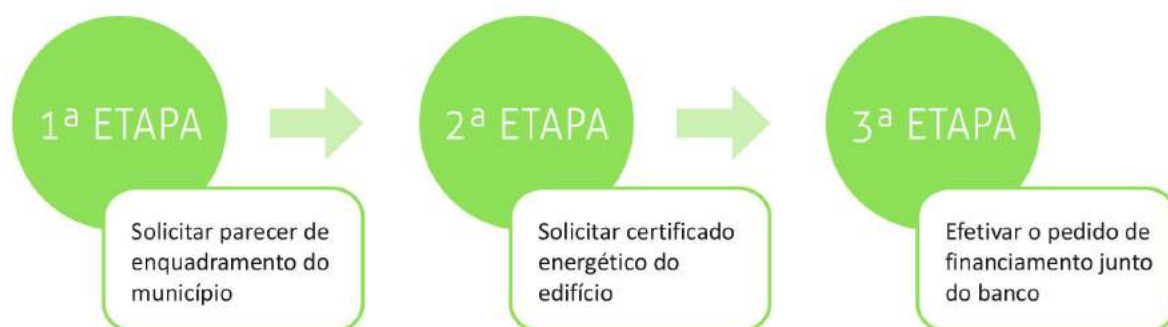 1ª ETAPA
Solicitar parecer de
enquadramento do
município
2ª ETAPA
Solicitar certificado
energético do
edifício
3ª ETAPA
Efetivar o pedido de
financiamento junto
do banco